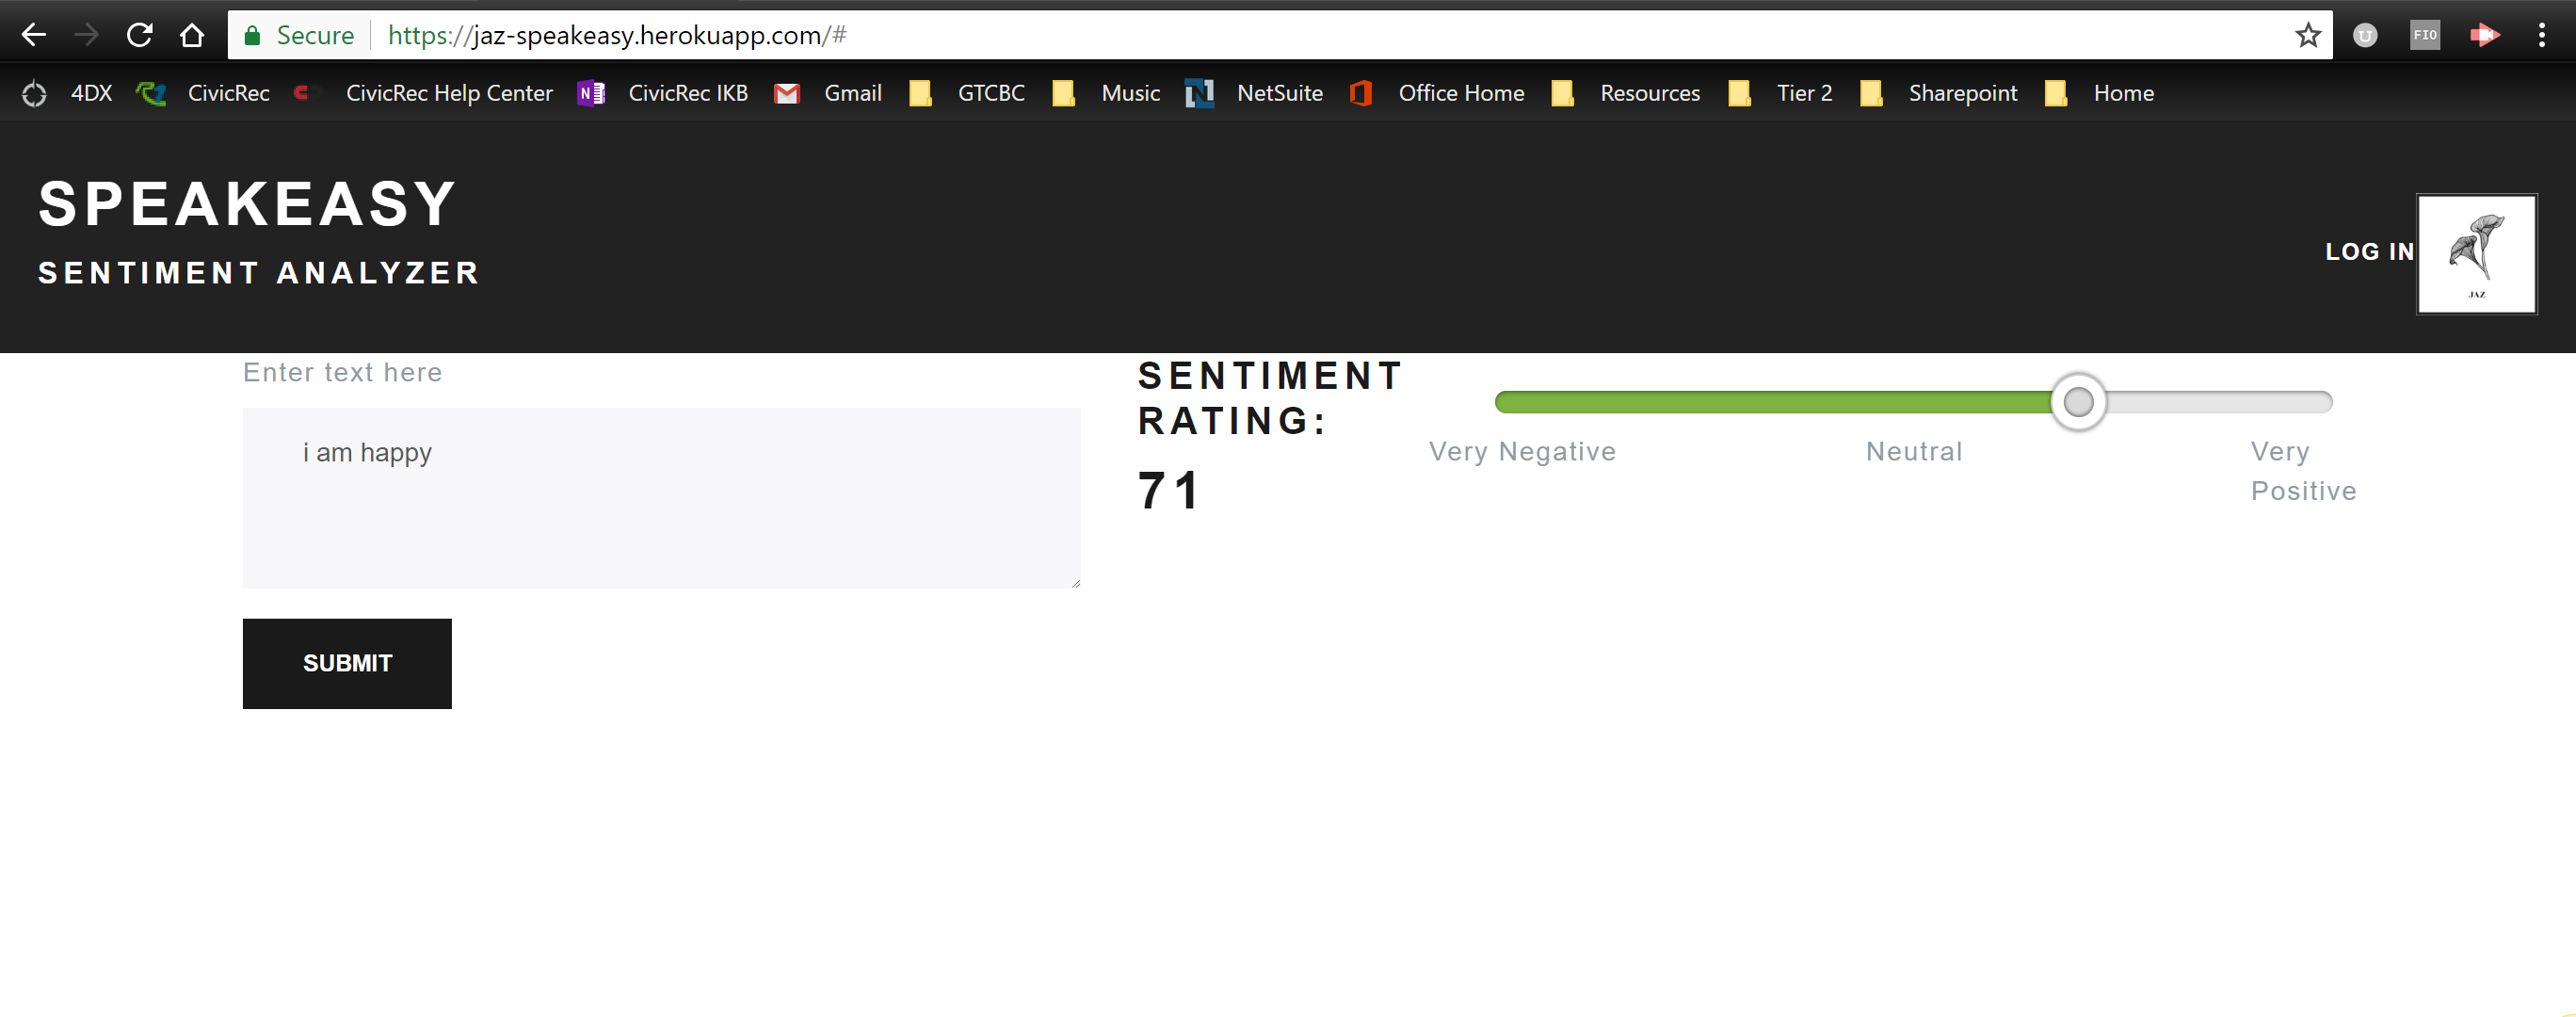 Secure https://jaz-speakeasy.herokuapp.com/# U FIO
4DX CivicRec CivicRec Help Center N CivicRec IKB Gmail GTCBC Music N NetSuite Office Home Resources Tier 2 Sharepoint Home
SPEAKEASY
SENTIMENT ANALYZER
LOG IN
JAZ
Enter text here
i am happy
SUBMIT
SENTIMENT
RATING:
71
Very Negative Neutral Very
Positive